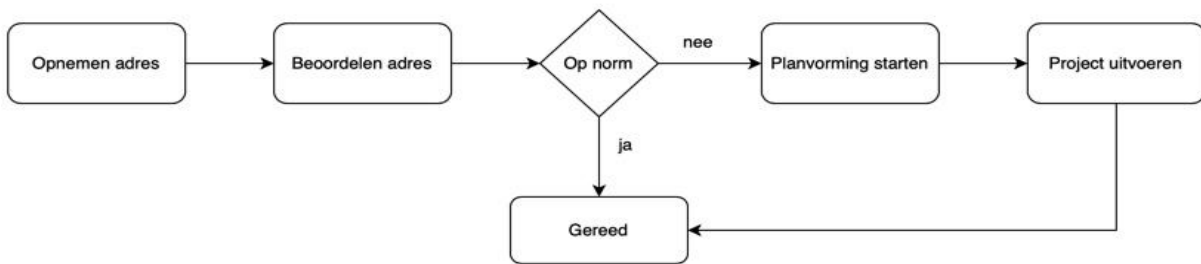 Opnemen adres
Beoordelen adres
Op norm
nee
Planvorming starten
Project uitvoeren
ja
Gereed